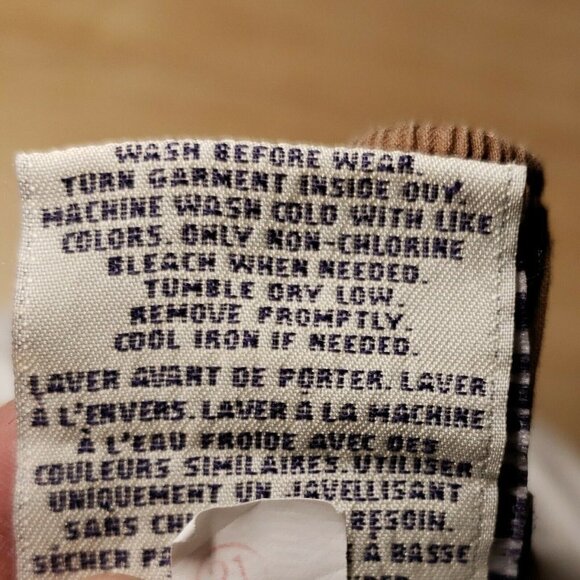 WASH BEFORE WEAR.
TURN GARMENT INSIDE OUT.
MACHINE WASH COLD WITH LIKE
COLORS. ONLY NON-CHLORINE
BLEACH WHEN NEEDED.
TUMBLE DRY LOW.
REMOVE PROMPTLY.
COOL IRON IF NEEDED.
LAVER AVANT DE PORTER. LAVER
À L'ENVERS. LAVER À LA MACHINE
À L'EAU FROIDE AVEC DES
COULEURS SIMILAIRES. UTILISER
UNIQUEMENT UN JAVELLISANT
SANS BESOIN.
SÉCHER À BASSE